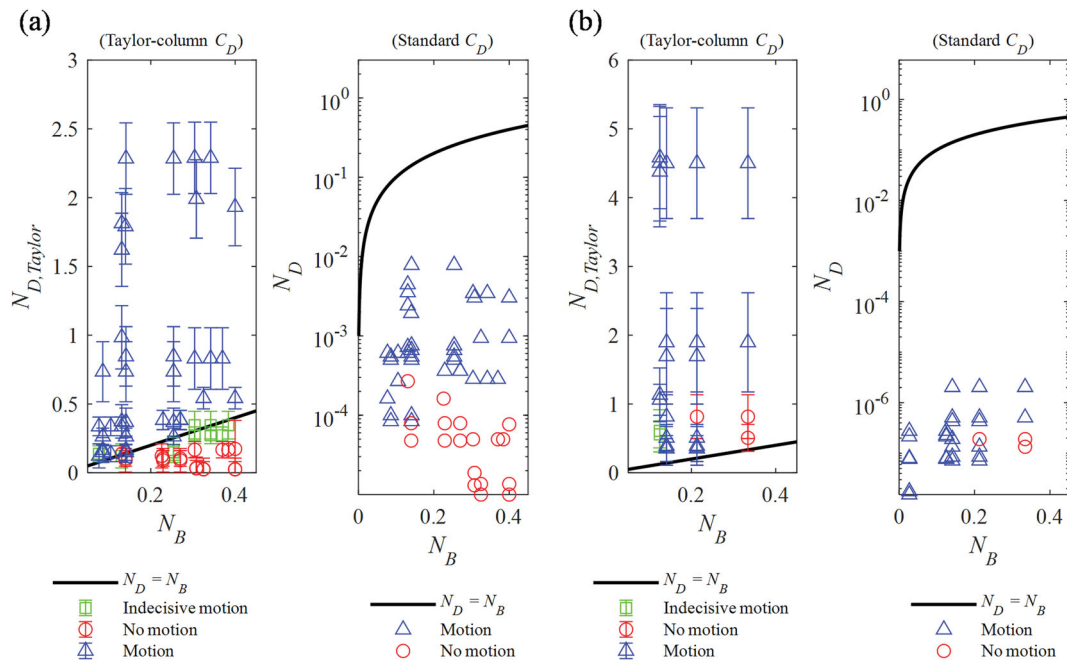 (a)
(Taylor-column C_D)
(Standard C_D)
(b)
(Taylor-column C_D)
(Standard C_D)
N_{D,Taylor}
3
2.5
2
1.5
1
0.5
0
0.2
0.4
N_B
N_D
10^0
10^{-1}
10^{-2}
10^{-3}
10^{-4}
0
0.2
0.4
N_B
N_{D,Taylor}
6
5
4
3
2
1
0
0.2
0.4
N_B
N_D
10^0
10^{-2}
10^{-4}
10^{-6}
0
0.2
0.4
N_B
N_D = N_B
Indecisive motion
No motion
Motion
N_D = N_B
Motion
No motion
N_D = N_B
Indecisive motion
No motion
Motion
N_D = N_B
Motion
No motion